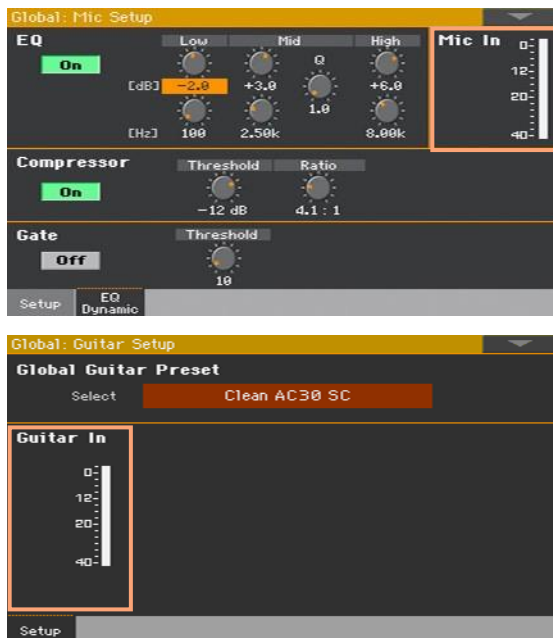 Global: Mic Setup
EQ
On
Low Mid High
Q
[dB] -2.0 +3.0 +6.0
1.0
[Hz] 100 2.50k 8.00k
Mic In
0
12
20
40
Compressor
On
Threshold Ratio
-12 dB 4.1 : 1
Gate
Off
Threshold
10
Setup EQ
Dynamic
Global: Guitar Setup
Global Guitar Preset
Select Clean AC30 SC
Guitar In
0
12
20
40
Setup